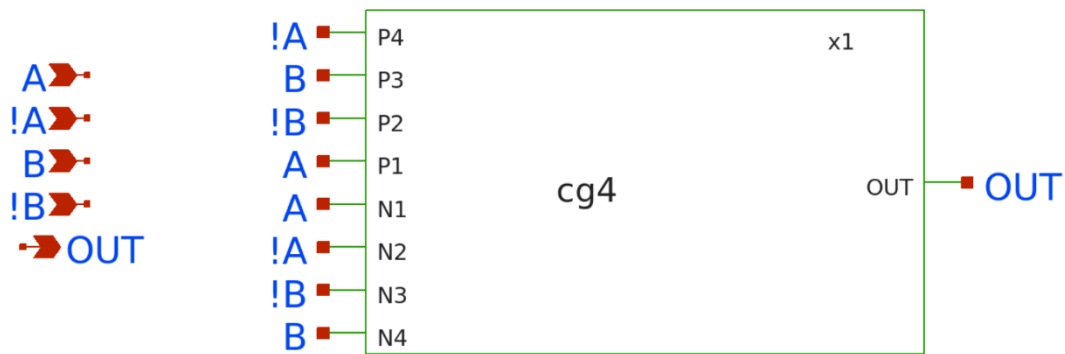 A
!A
B
!B
OUT
!A P4
B P3
!B P2
A P1
A N1
!A N2
!B N3
B N4
x1
cg4
OUT OUT